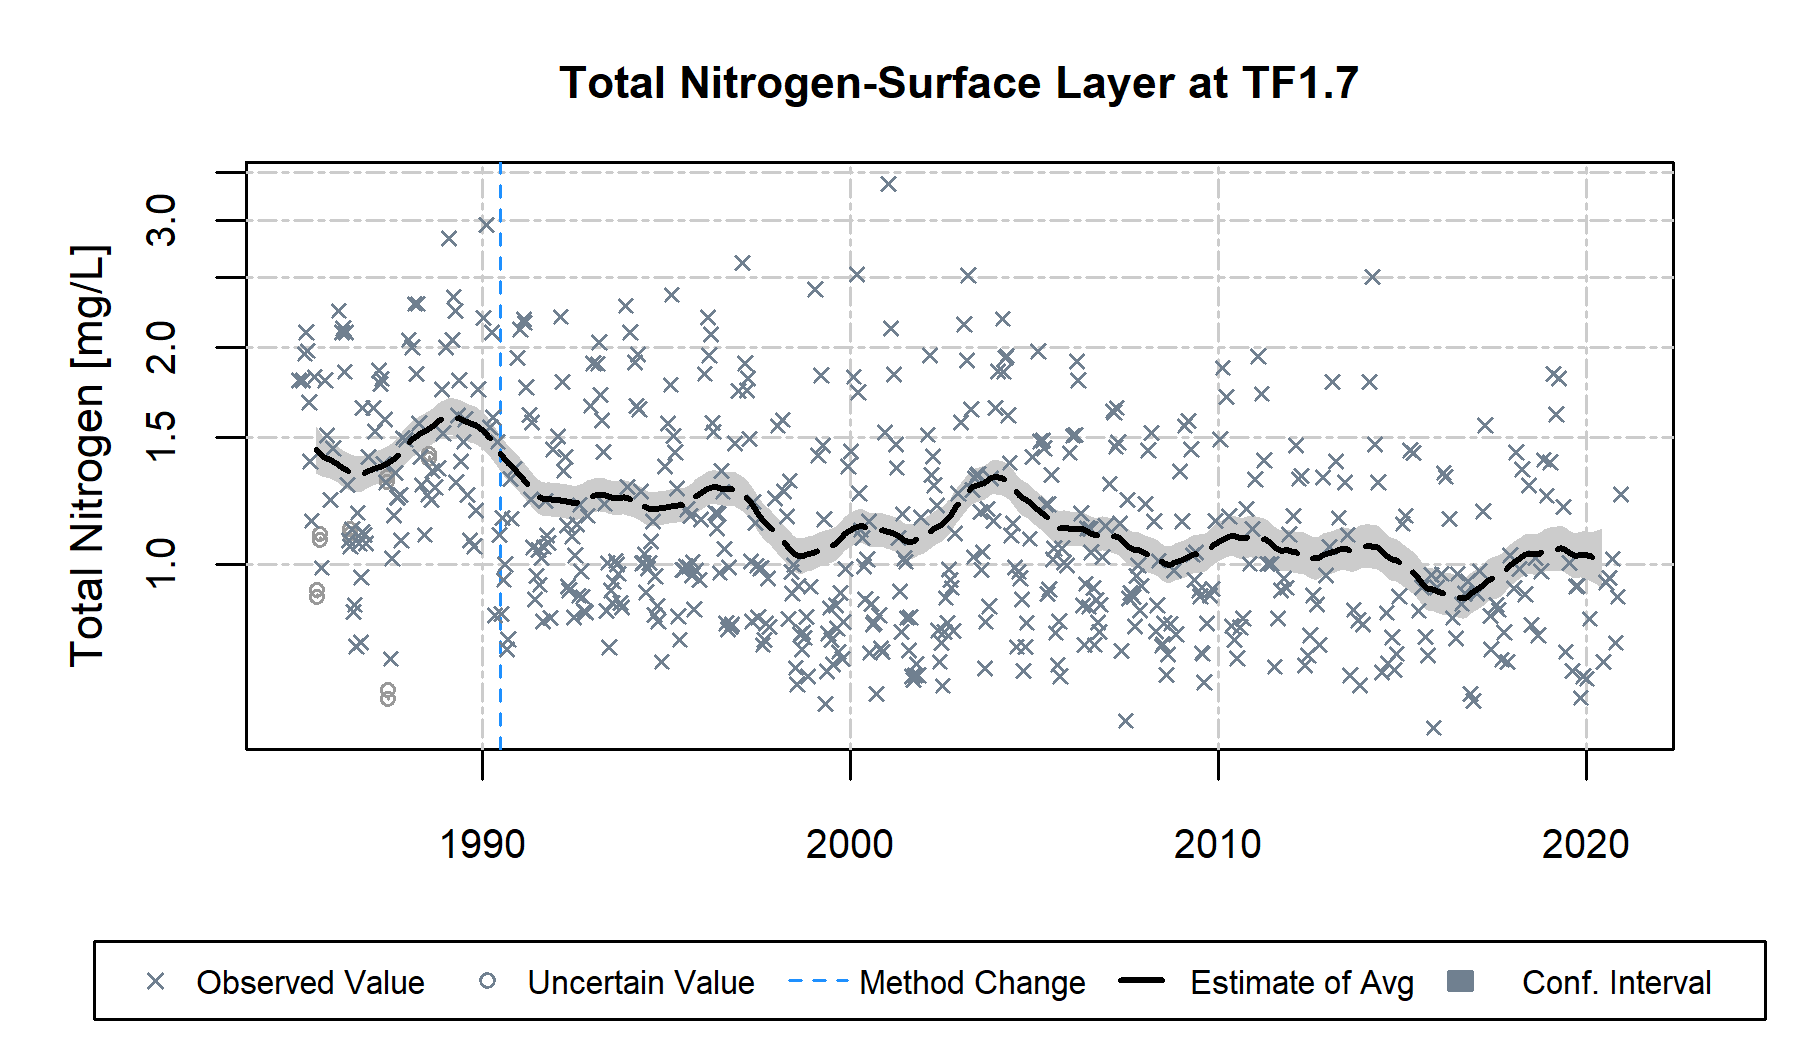 Total Nitrogen-Surface Layer at TF1.7
Total Nitrogen [mg/L]
3.0
2.0
1.5
1.0
1990 2000 2010 2020
Observed Value Uncertain Value Method Change Estimate of Avg Conf. Interval